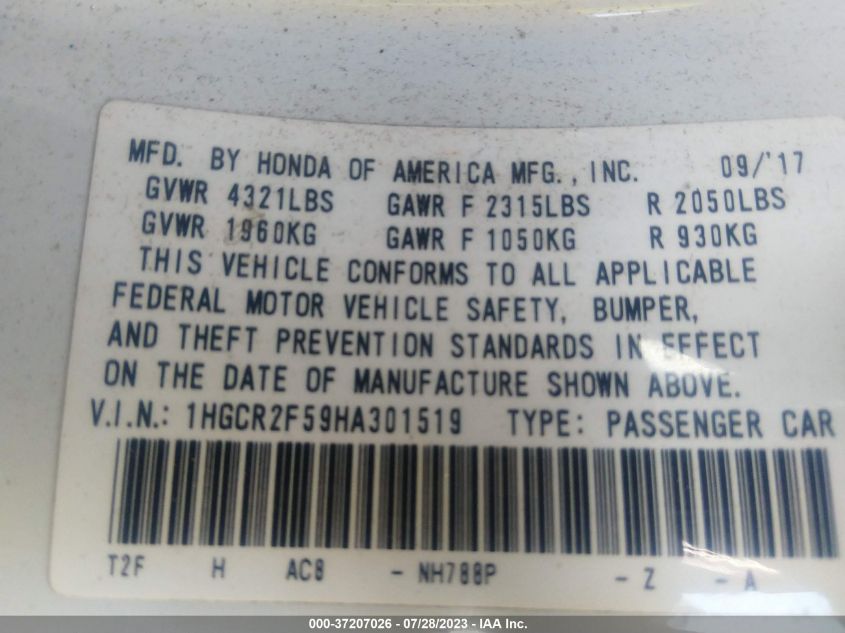 MFD. BY HONDA OF AMERICA MFG., INC. 09/'17
GVWR 4321LBS GAWR F 2315LBS R 2050LBS
GVWR 1960KG GAWR F 1050KG R 930KG
THIS VEHICLE CONFORMS TO ALL APPLICABLE
FEDERAL MOTOR VEHICLE SAFETY, BUMPER,
AND THEFT PREVENTION STANDARDS IN EFFECT
ON THE DATE OF MANUFACTURE SHOWN ABOVE.
V.I.N.: 1HGCR2F59HA301519 TYPE: PASSENGER CAR
T2F H AC8 - NH788P - Z - A
000-37207026 - 07/28/2023 - IAA Inc.